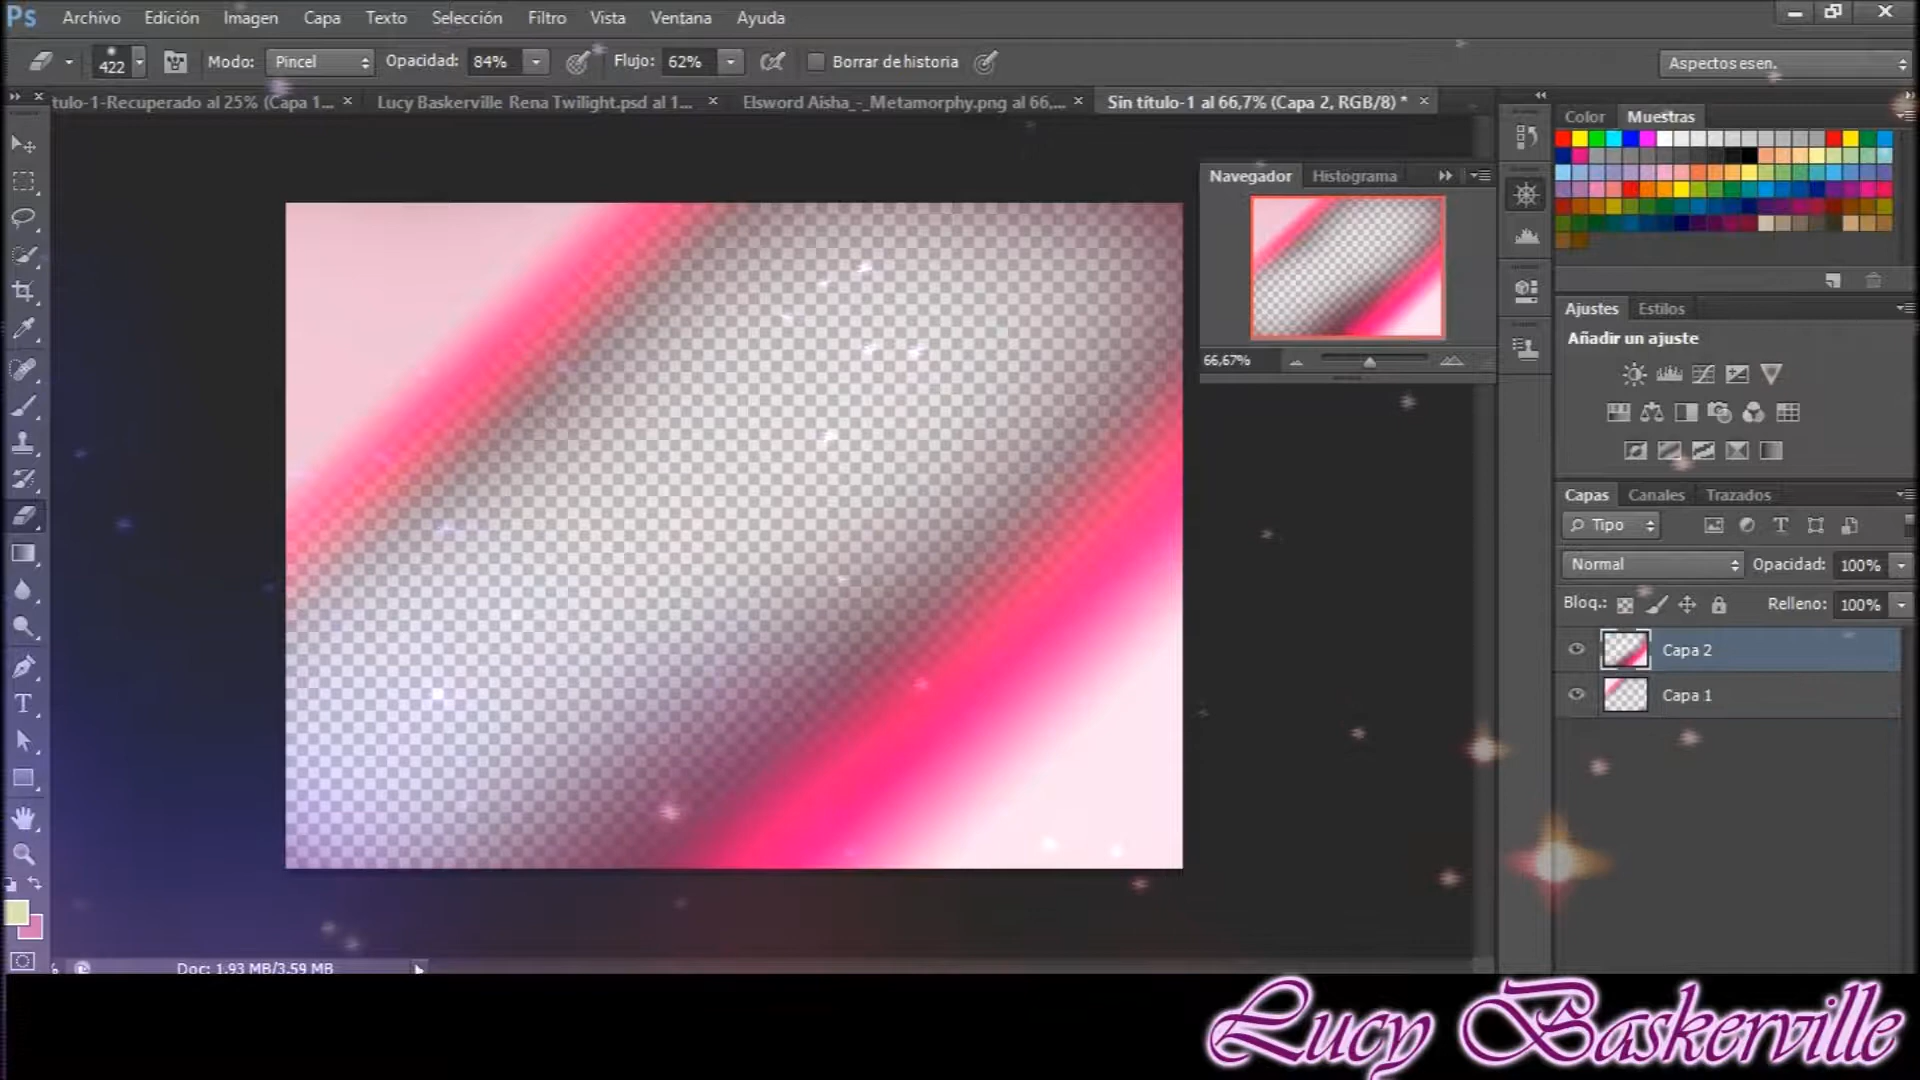 Ps Archivo Edición Imagen Capa Texto Selección Filtro Vista Ventana Ayuda
422 Modo: Pincel Opacidad: 84% Flujo: 62% Borrar de historia Aspectos esen.
tulo-1-Recuperado al 25% (Capa 1... Lucy Baskerville Rena Twilight.psd al 1... Elsword Aisha_-_Metamorphy.png al 66,... Sin título-1 al 66,7% (Capa 2, RGB/8) *
Color Muestras
Navegador Histograma
66,67%
Ajustes Estilos
Añadir un ajuste
Capas Canales Trazados
Tipo
Normal Opacidad: 100%
Bloq.: Relleno: 100%
Capa 2
Capa 1
Doc: 1,93 MB/3,59 MB
Lucy Baskerville